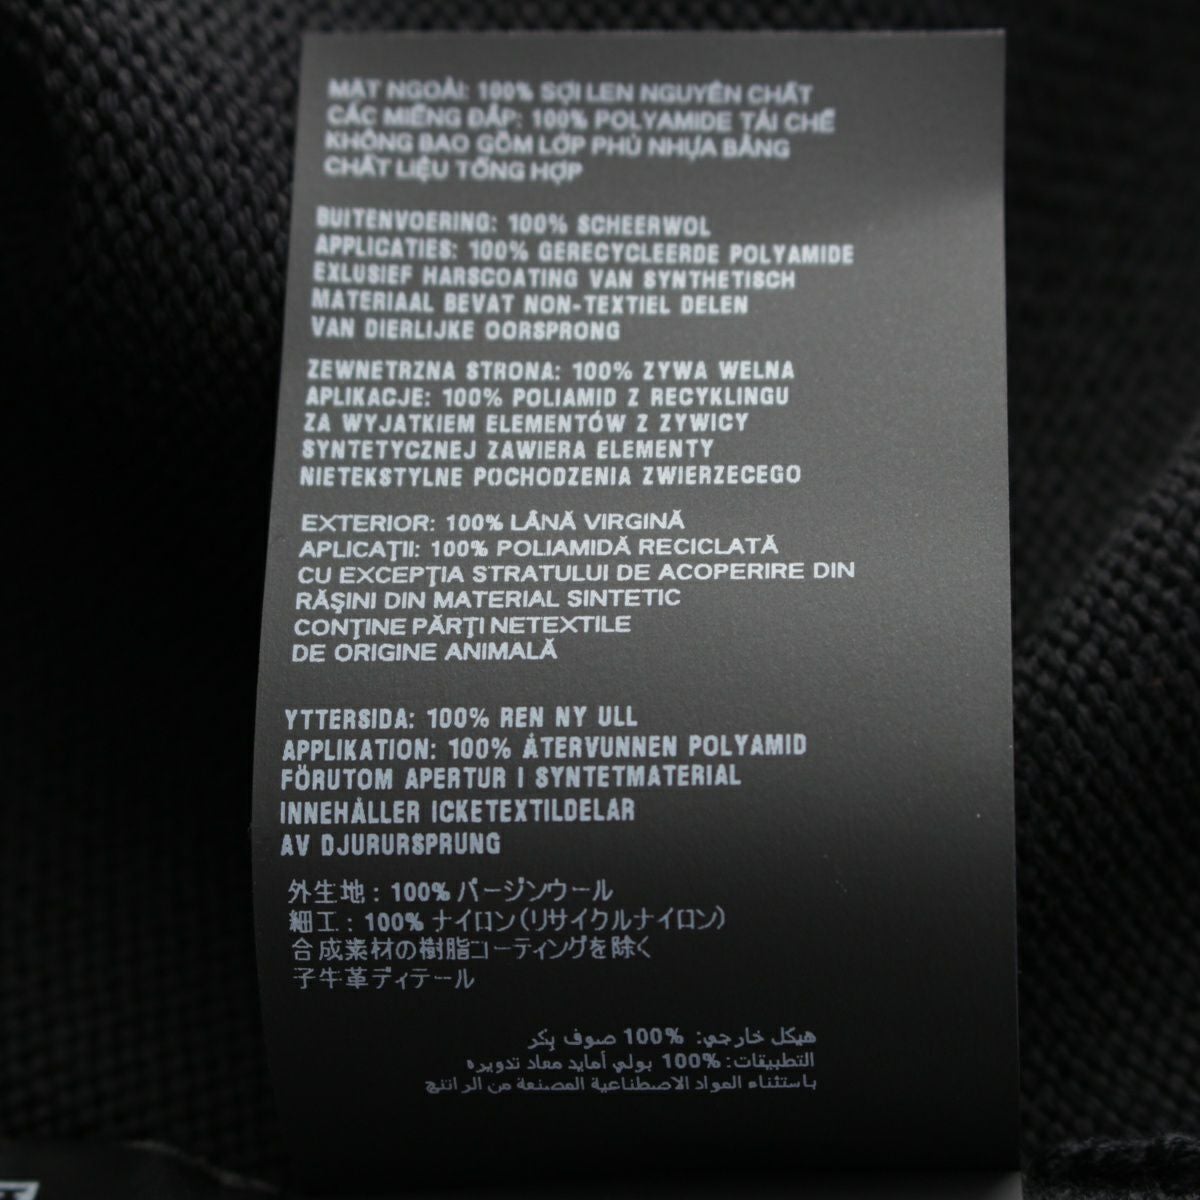 MẶT NGOÀI: 100% SỢI LEN NGUYÊN CHẤT
CÁC MIẾNG ĐẮP: 100% POLYAMIDE TÁI CHẾ
KHÔNG BAO GỒM LỚP PHỦ NHỰA BẰNG
CHẤT LIỆU TỔNG HỢP
BUITENVOERING: 100% SCHEERWOL
APPLICATIES: 100% GERECYCLEERDE POLYAMIDE
EXLUSIEF HARSCOATING VAN SYNTHETISCH
MATERIAAL BEVAT NON-TEXTIEL DELEN
VAN DIERLIJKE OORSPRONG
ZEWNETRZNA STRONA: 100% ZYWA WELNA
APLIKACJE: 100% POLIAMID Z RECYKLINGU
ZA WYJATKIEM ELEMENTÓW Z ZYWICY
SYNTETYCZNEJ ZAWIERA ELEMENTY
NIETEKSTYLNE POCHODZENIA ZWIERZECEGO
EXTERIOR: 100% LÂNĂ VIRGINĂ
APLICAŢII: 100% POLIAMIDĂ RECICLATĂ
CU EXCEPŢIA STRATULUI DE ACOPERIRE DIN
RĂŞINI DIN MATERIAL SINTETIC
CONŢINE PĂRŢI NETEXTILE
DE ORIGINE ANIMALĂ
YTTERSIDA: 100% REN NY ULL
APPLIKATION: 100% ÅTERVUNNEN POLYAMID
FÖRUTOM APERTUR I SYNTETMATERIAL
INNEHÅLLER ICKETEXTILDELAR
AV DJURURSPRUNG
外生地：100% バージンウール
細工：100% ナイロン（リサイクルナイロン）
合成素材の樹脂コーティングを除く
子牛革ディテール
هيكل خارجي: 100% صوف بكر
التطبيقات: 100% بولي أمايد معاد تدويره
باستثناء المواد الاصطناعية المصنعة من الراتنج